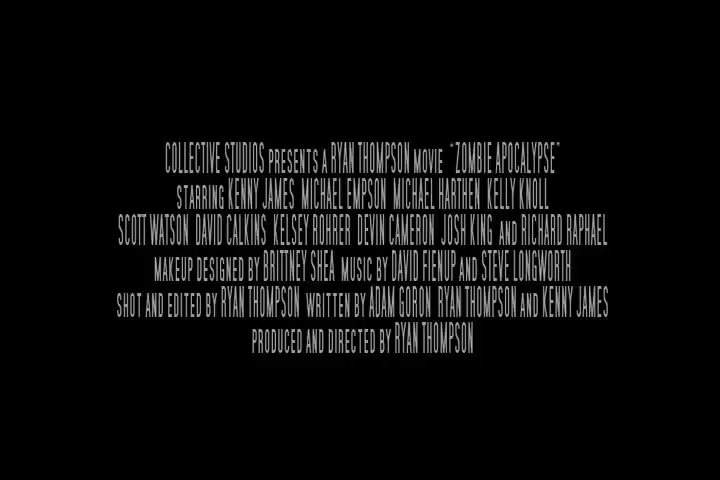 COLLECTIVE STUDIOS PRESENTS A RYAN THOMPSON MOVIE "ZOMBIE APOCALYPSE"
STARRING KENNY JAMES MICHAEL EMPSON MICHAEL HARTHEN KELLY KNOLL
SCOTT WATSON DAVID CALKINS KELSEY ROHRER DEVIN CAMERON JOSH KING AND RICHARD RAPHAEL
MAKEUP DESIGNED BY BRITTNEY SHEA MUSIC BY DAVID FIENUP AND STEVE LONGWORTH
SHOT AND EDITED BY RYAN THOMPSON WRITTEN BY ADAM GORON RYAN THOMPSON AND KENNY JAMES
PRODUCED AND DIRECTED BY RYAN THOMPSON